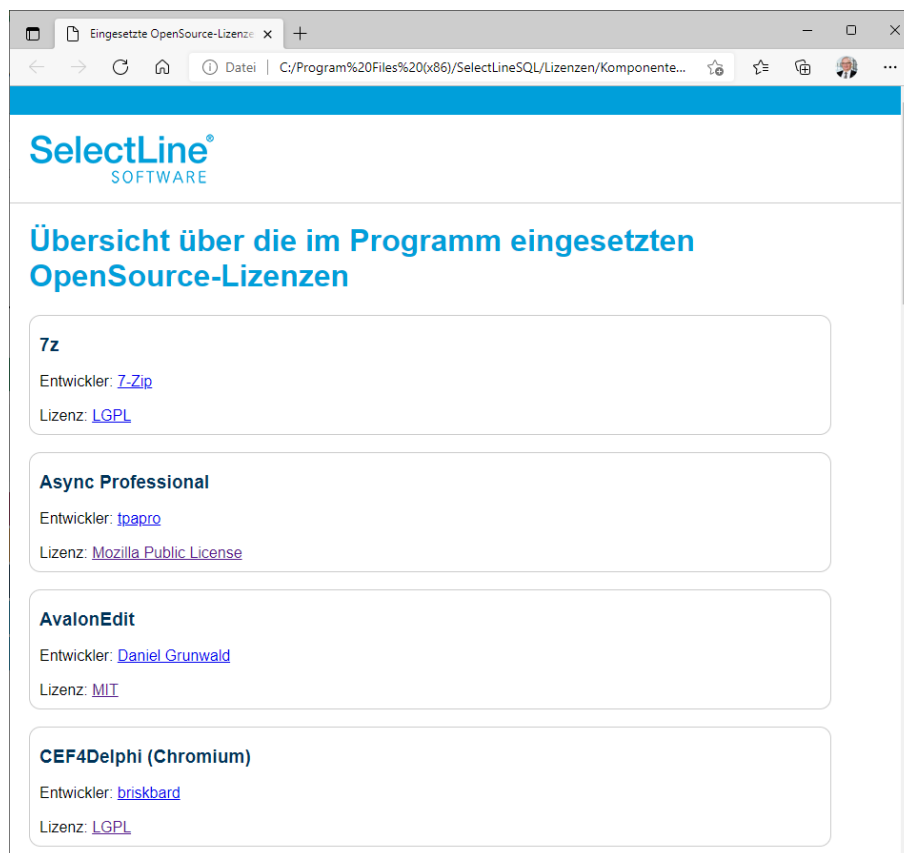 Eingesetzte OpenSource-Lizenze
Datei
C:/Program%20Files%20(x86)/SelectLineSQL/Lizenzen/Komponente...
SelectLine®
SOFTWARE
Übersicht über die im Programm eingesetzten
OpenSource-Lizenzen
7z
Entwickler: 7-Zip
Lizenz: LGPL
Async Professional
Entwickler: tpapro
Lizenz: Mozilla Public License
AvalonEdit
Entwickler: Daniel Grunwald
Lizenz: MIT
CEF4Delphi (Chromium)
Entwickler: briskbard
Lizenz: LGPL